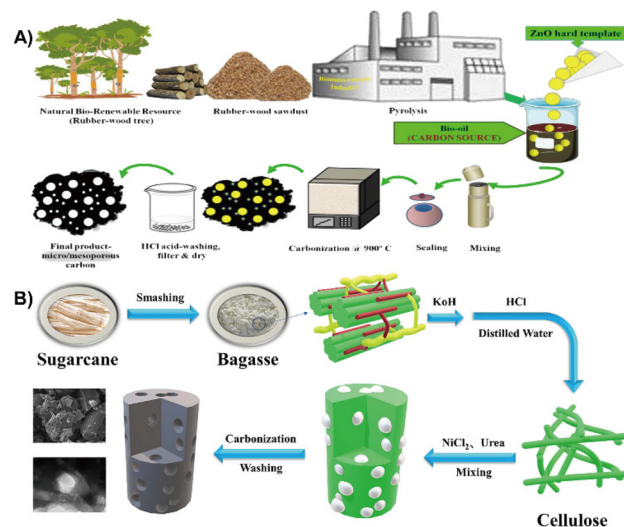 A)
ZnO hard template
Natural Bio-Renewable Resource
(Rubber-wood tree)
Rubber-wood sawdust
Pyrolysis
Bio-oil
(CARBON SOURCE)
Final product-
micro/mesoporous
carbon
HCl acid-washing,
filter & dry
Carbonization @ 900° C
Sealing
Mixing
B)
Smashing
Sugarcane
Bagasse
KoH
HCl
Distilled Water
Carbonization
Washing
NiCl₂、Urea
Mixing
Cellulose